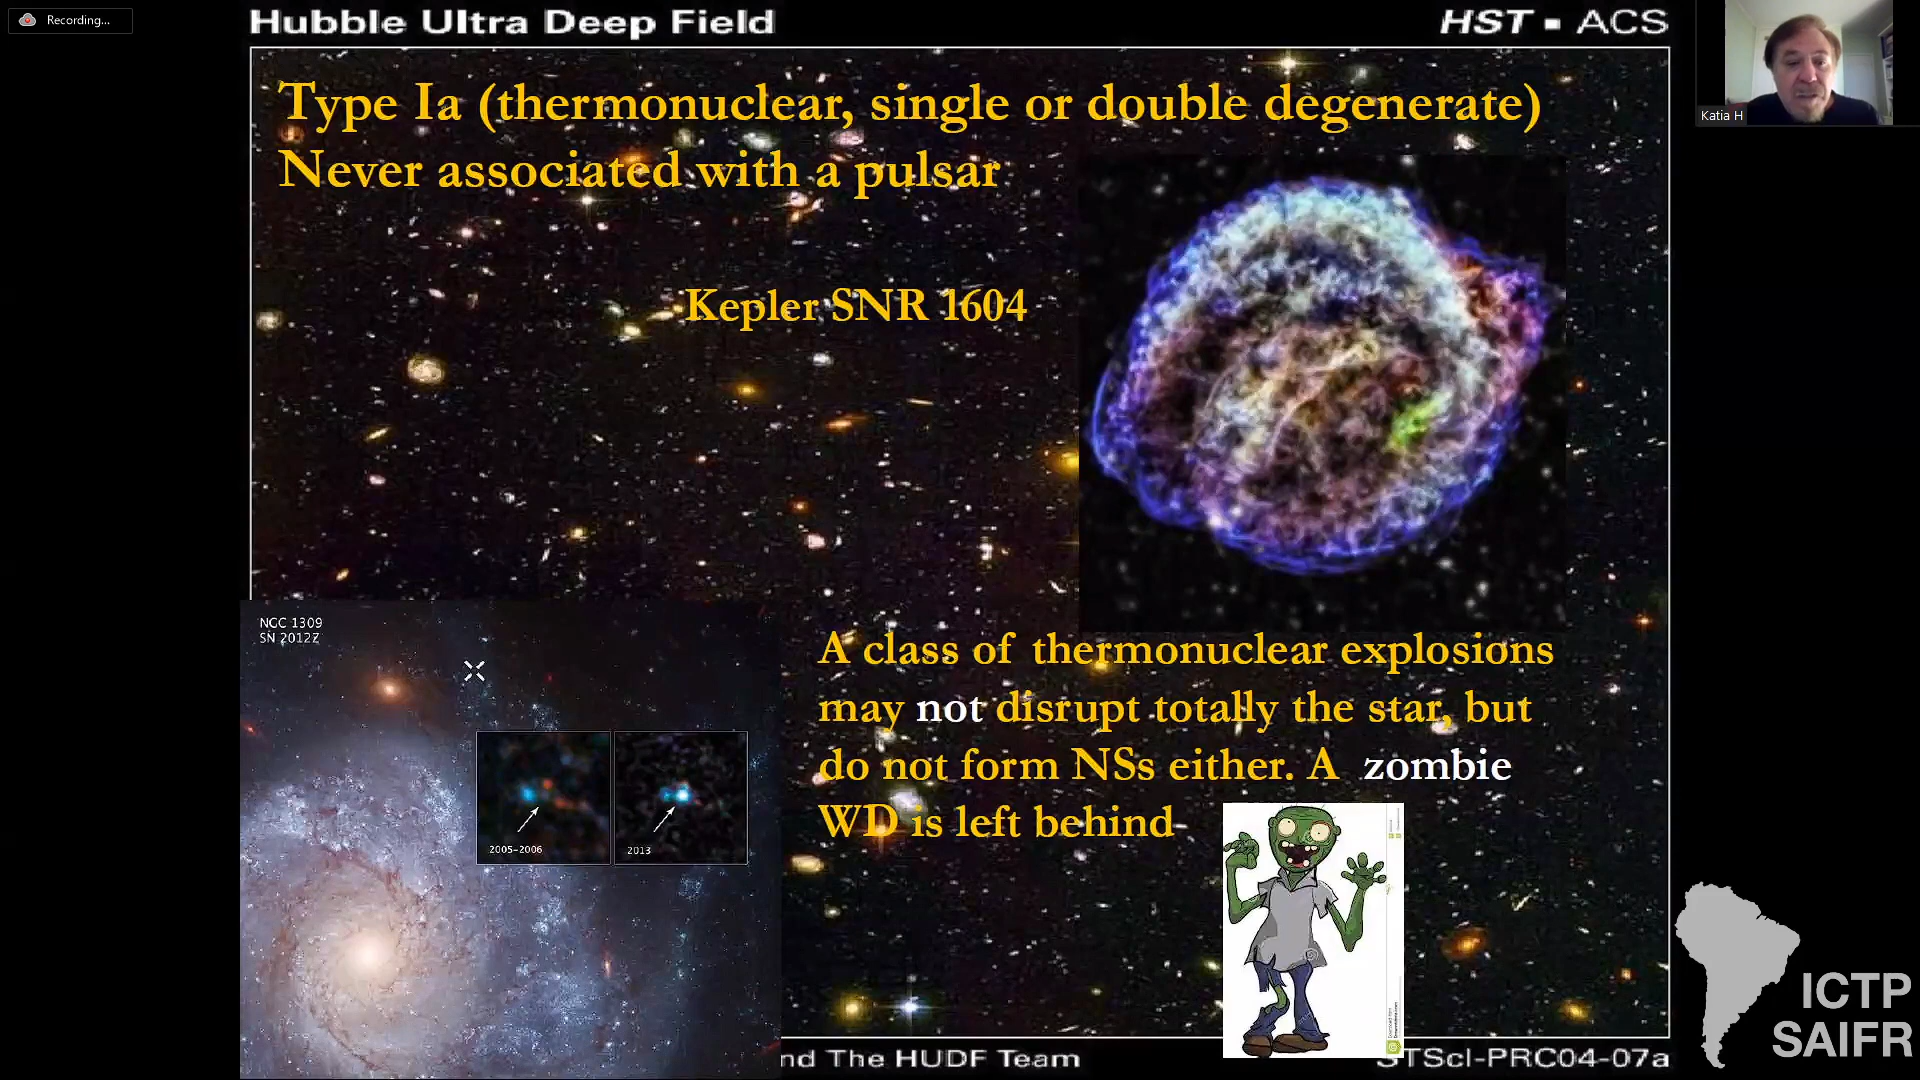 Recording...
Hubble Ultra Deep Field
HST ▪ ACS
Katia H
Type Ia (thermonuclear, single or double degenerate)
Never associated with a pulsar
Kepler SNR 1604
NGC 1309
SN 2012Z
2005-2006
2013
A class of thermonuclear explosions
may not disrupt totally the star, but
do not form NSs either. A zombie
WD is left behind
nd The HUDF Team
STScI-PRC04-07a
ICTP
SAIFR